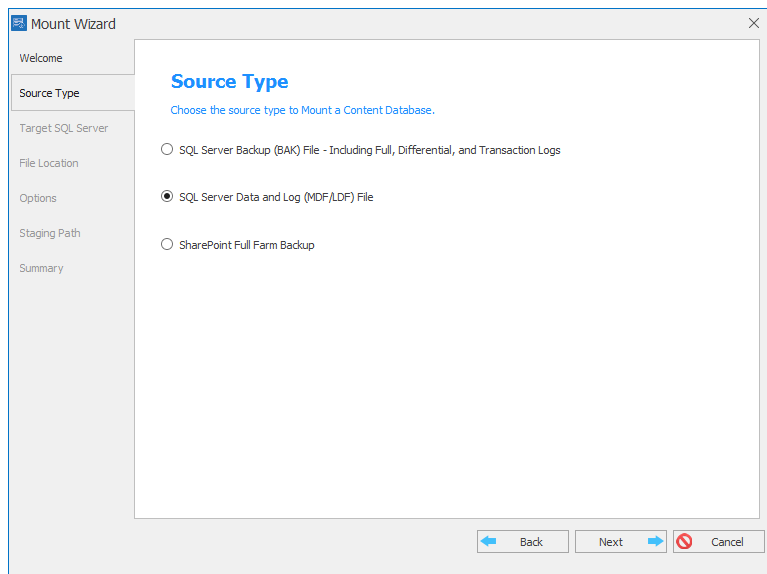 Mount Wizard
Welcome
Source Type
Target SQL Server
File Location
Options
Staging Path
Summary
Source Type
Choose the source type to Mount a Content Database.
SQL Server Backup (BAK) File - Including Full, Differential, and Transaction Logs
SQL Server Data and Log (MDF/LDF) File
SharePoint Full Farm Backup
Back
Next
Cancel